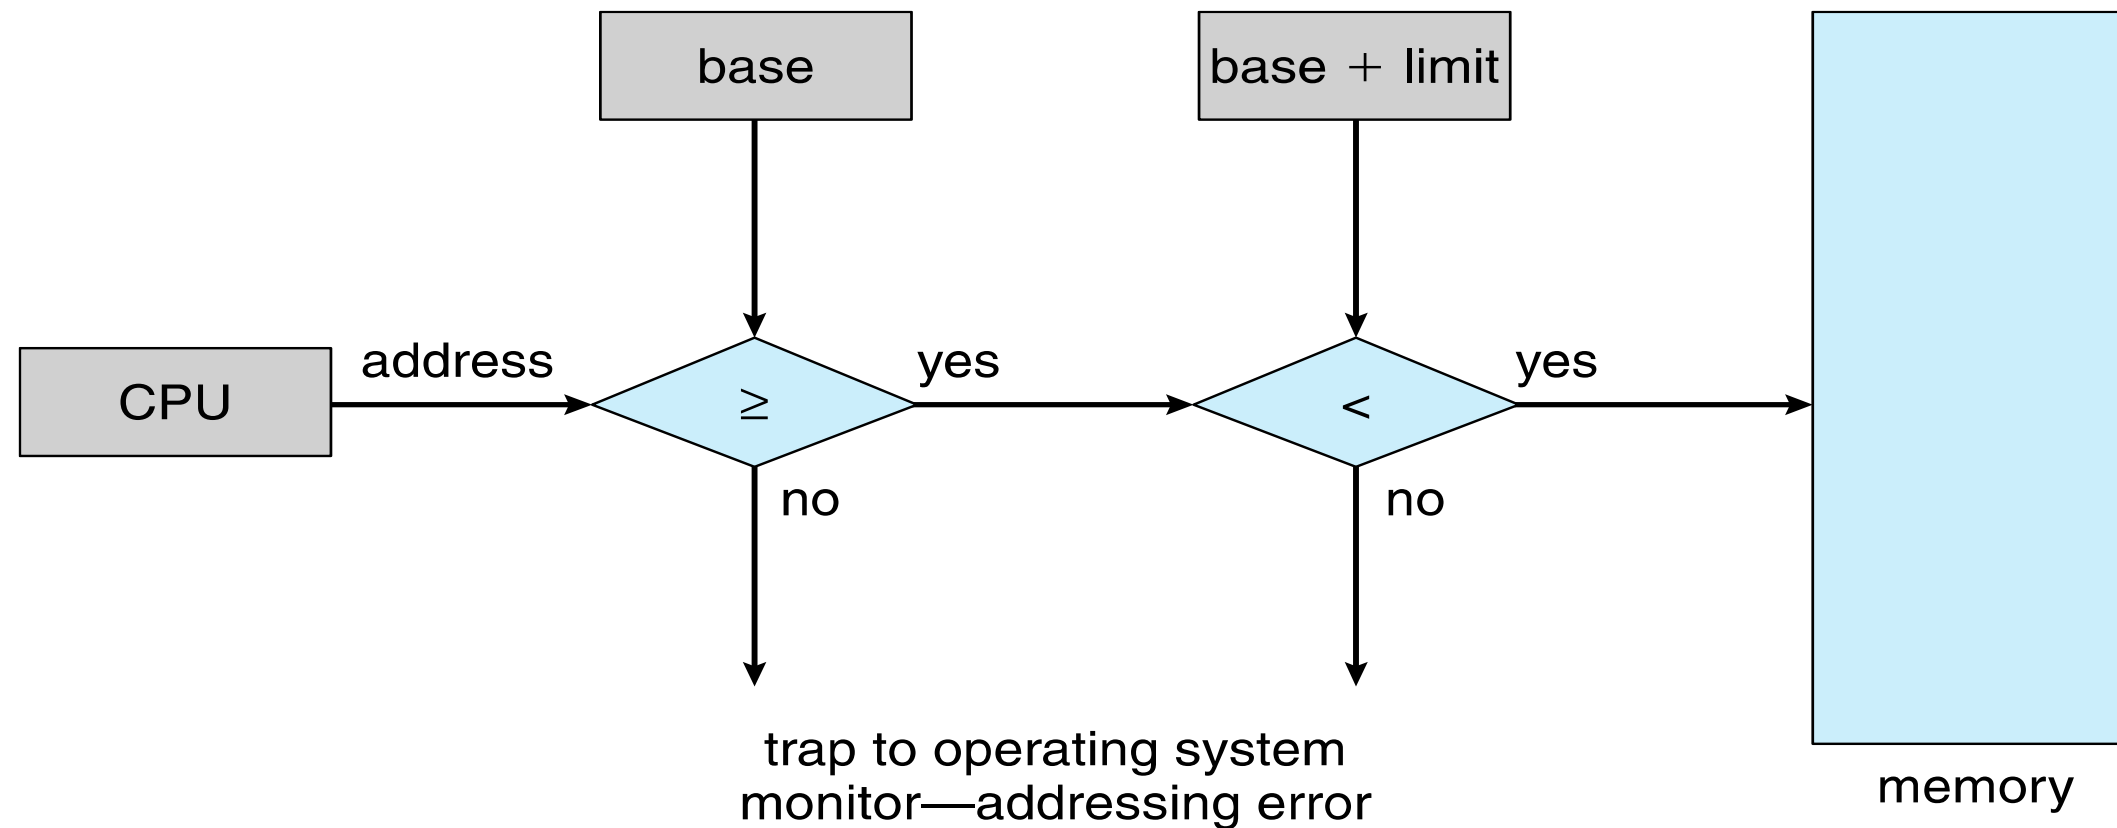 base
base + limit
CPU
address
≥
yes
<
yes
no
no
trap to operating system
monitor—addressing error
memory